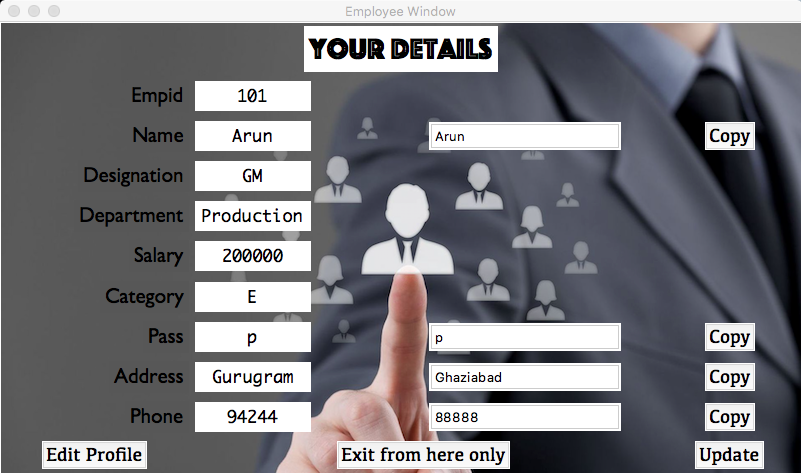 Employee Window
YOUR DETAILS
Empid 101
Name Arun Arun Copy
Designation GM
Department Production
Salary 200000
Category E
Pass p p Copy
Address Gurugram Ghaziabad Copy
Phone 94244 88888 Copy
Edit Profile Exit from here only Update